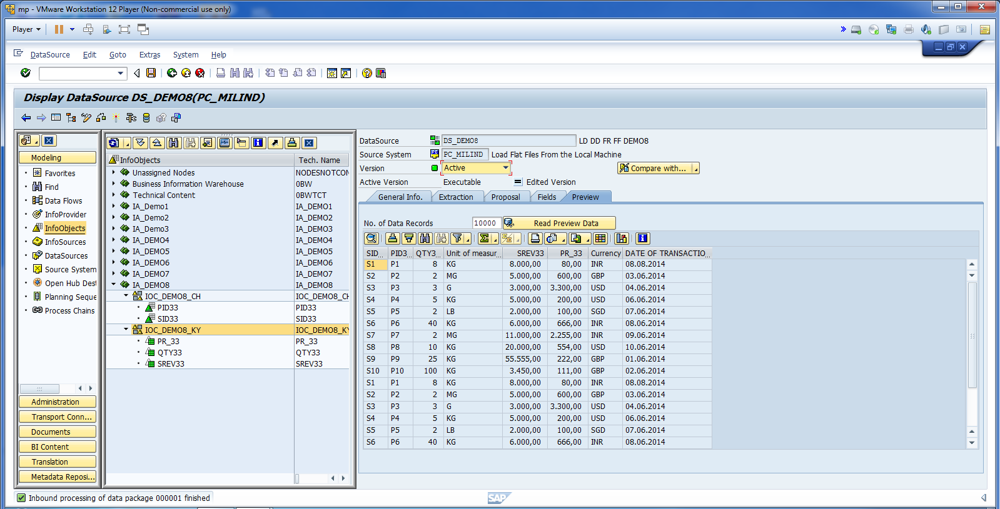 mp - VMware Workstation 12 Player (Non-commercial use only)
Player
DataSource Edit Goto Extras System Help
Display DataSource DS_DEMO8(PC_MILIND)
Modeling
Favorites
Find
Data Flows
InfoProvider
InfoObjects
InfoSources
DataSources
Source System
Open Hub Dest
Planning Seque
Process Chains
Administration
Transport Conn...
Documents
BI Content
Translation
Metadata Reposi...
InfoObjects Tech. Name
Unassigned Nodes NODESNOTCON
Business Information Warehouse 0BW
Technical Content 0BWTCT
IA_Demo1 IA_DEMO1
IA_Demo2 IA_DEMO2
IA_Demo3 IA_DEMO3
IA_DEMO4 IA_DEMO4
IA_DEMO5 IA_DEMO5
IA_DEMO6 IA_DEMO6
IA_DEMO7 IA_DEMO7
IA_DEMO8 IA_DEMO8
IOC_DEMO8_CH IOC_DEMO8_CH
PID33 PID33
SID33 SID33
IOC_DEMO8_KY IOC_DEMO8_KY
PR_33 PR_33
QTY33 QTY33
SREV33 SREV33
DataSource DS_DEMO8 LD DD FR FF DEMO8
Source System PC_MILIND Load Flat Files From the Local Machine
Version Active Compare with...
Active Version Executable = Edited Version
General Info. Extraction Proposal Fields Preview
No. of Data Records 10000 Read Preview Data
SID... PID3... QTY3... Unit of measur... SREV33 PR_33 Currency DATE OF TRANSACTIO...
S1 P1 8 KG 8.000,00 80,00 INR 08.08.2014
S2 P2 2 MG 5.000,00 600,00 GBP 03.06.2014
S3 P3 3 G 3.000,00 3.300,00 USD 04.06.2014
S4 P4 5 KG 5.000,00 200,00 USD 06.06.2014
S5 P5 2 LB 2.000,00 100,00 SGD 07.06.2014
S6 P6 40 KG 6.000,00 666,00 INR 08.06.2014
S7 P7 2 MG 11.000,00 2.255,00 INR 09.06.2014
S8 P8 10 KG 20.000,00 554,00 USD 10.06.2014
S9 P9 25 KG 55.555,00 222,00 GBP 01.06.2014
S10 P10 100 KG 3.450,00 111,00 GBP 02.06.2014
S1 P1 8 KG 8.000,00 80,00 INR 08.08.2014
S2 P2 2 MG 5.000,00 600,00 GBP 03.06.2014
S3 P3 3 G 3.000,00 3.300,00 USD 04.06.2014
S4 P4 5 KG 5.000,00 200,00 USD 06.06.2014
S5 P5 2 LB 2.000,00 100,00 SGD 07.06.2014
S6 P6 40 KG 6.000,00 666,00 INR 08.06.2014
Inbound processing of data package 000001 finished
SAP